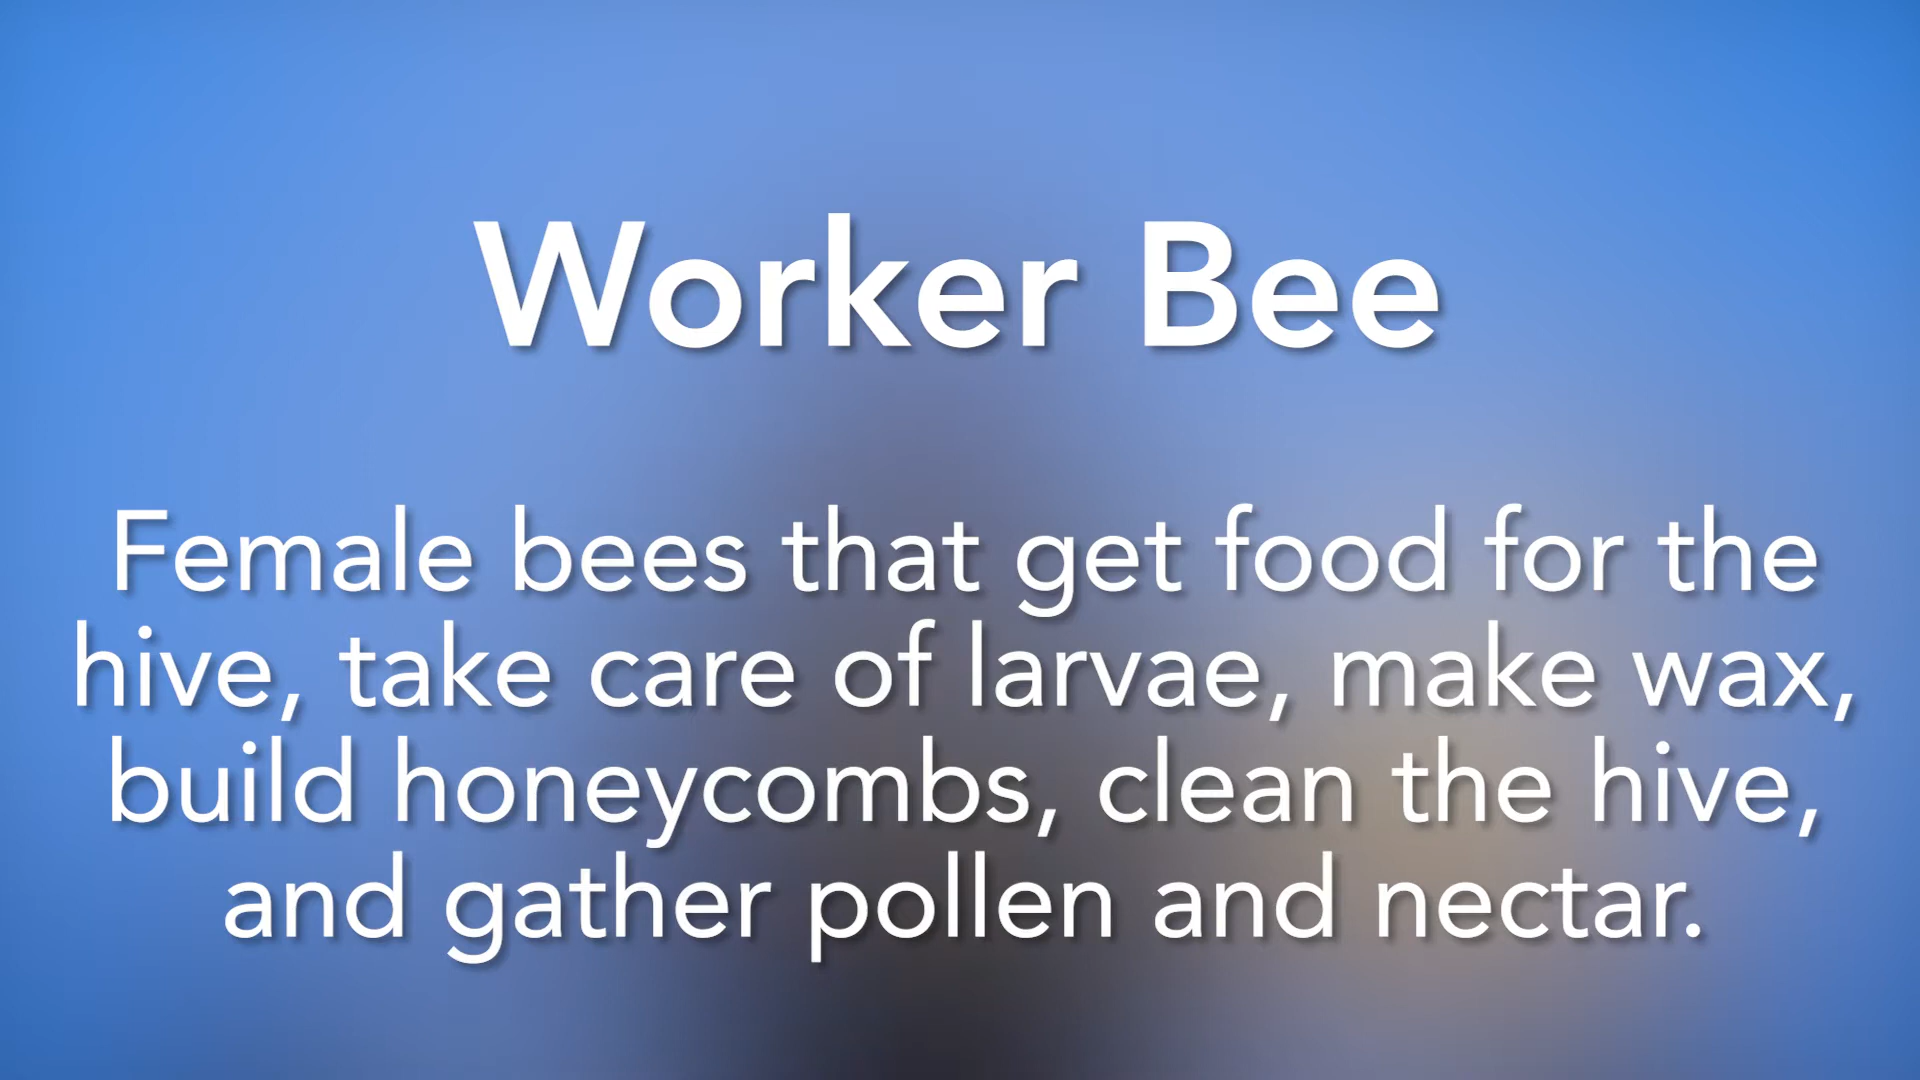 Worker Bee
Female bees that get food for the
hive, take care of larvae, make wax,
build honeycombs, clean the hive,
and gather pollen and nectar.